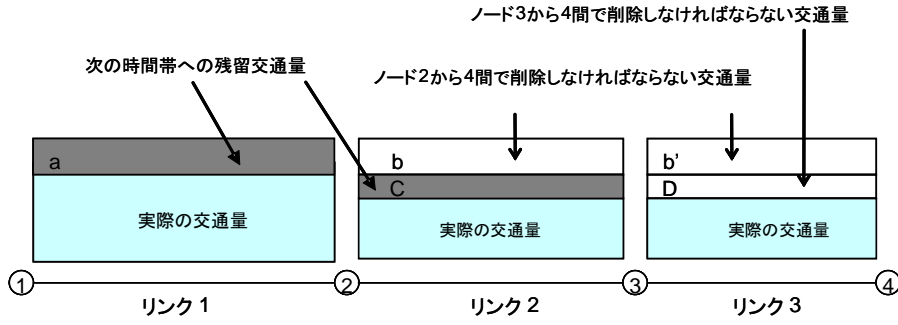 ノード3から4間で削除しなければならない交通量
次の時間帯への残留交通量
ノード2から4間で削除しなければならない交通量
a
b
b'
C
D
実際の交通量
実際の交通量
実際の交通量
1
2
3
4
リンク 1
リンク 2
リンク 3